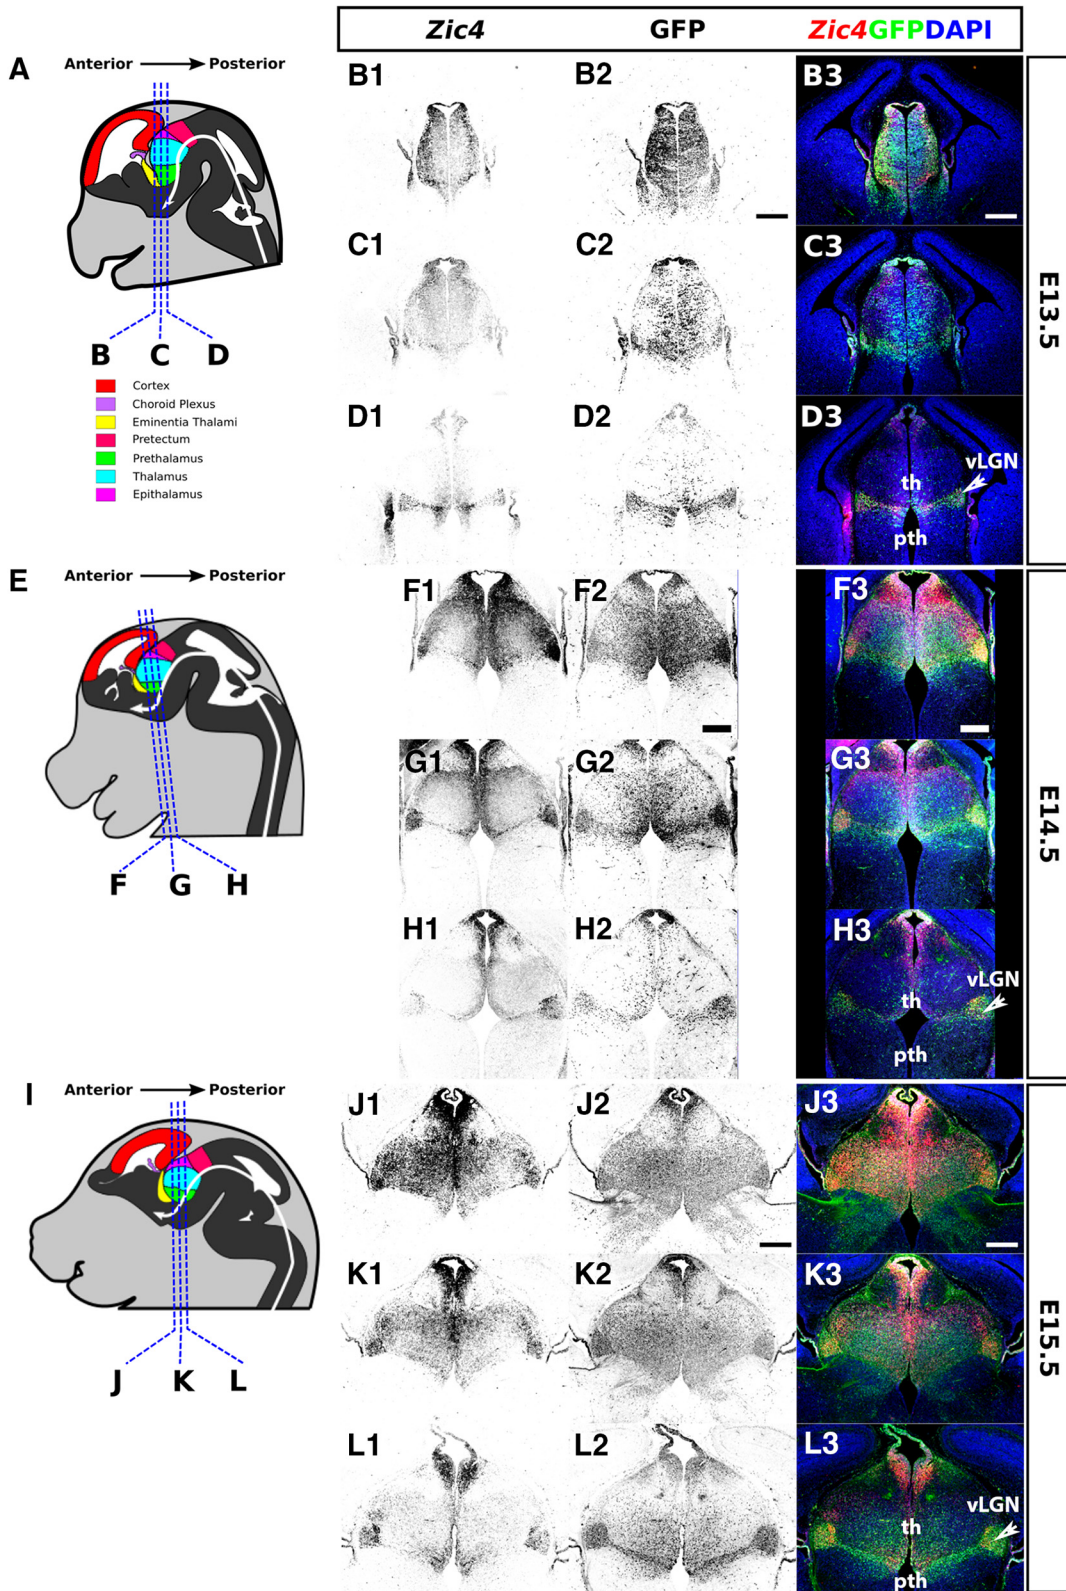 Zic4 GFP Zic4GFPDAPI
A Anterior Posterior
B C D
Cortex
Choroid Plexus
Eminentia Thalami
Pretectum
Prethalamus
Thalamus
Epithalamus
B1 B2 B3
C1 C2 C3
D1 D2 D3
vLGN
th
pth
E13.5
E Anterior Posterior
F G H
F1 F2 F3
G1 G2 G3
H1 H2 H3
vLGN
th
pth
E14.5
I Anterior Posterior
J K L
J1 J2 J3
K1 K2 K3
L1 L2 L3
vLGN
th
pth
E15.5